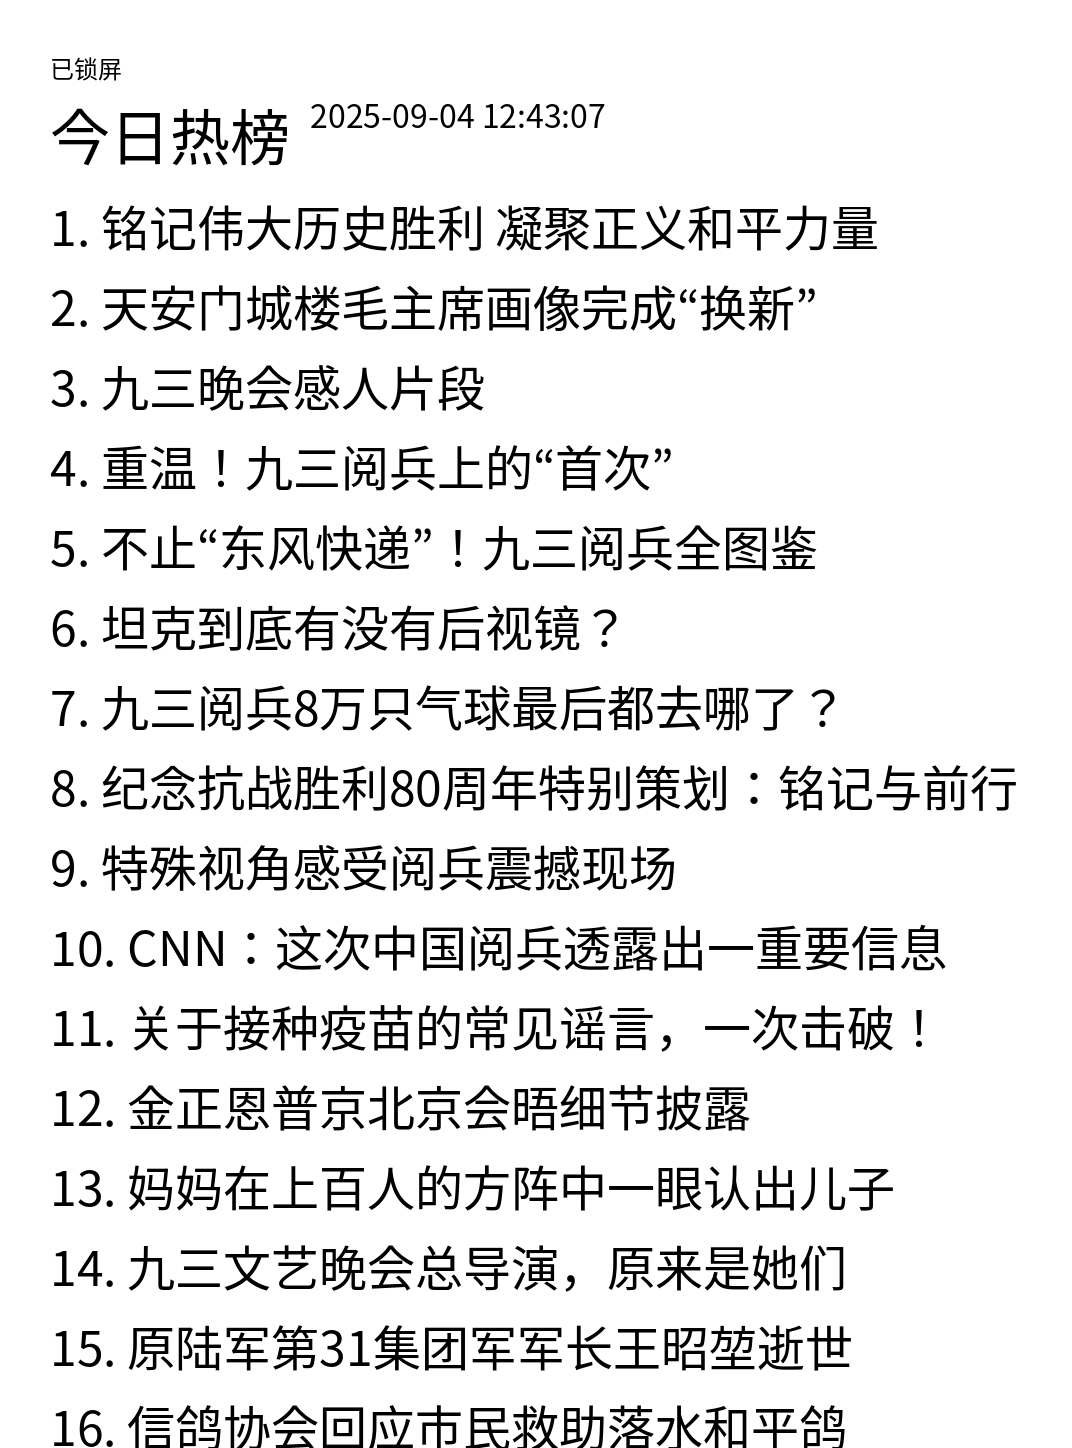 已锁屏
今日热榜 2025-09-04 12:43:07
1. 铭记伟大历史胜利 凝聚正义和平力量
2. 天安门城楼毛主席画像完成“换新”
3. 九三晚会感人片段
4. 重温！九三阅兵上的“首次”
5. 不止“东风快递”！九三阅兵全图鉴
6. 坦克到底有没有后视镜？
7. 九三阅兵8万只气球最后都去哪了？
8. 纪念抗战胜利80周年特别策划：铭记与前行
9. 特殊视角感受阅兵震撼现场
10. CNN：这次中国阅兵透露出一重要信息
11. 关于接种疫苗的常见谣言，一次击破！
12. 金正恩普京北京会晤细节披露
13. 妈妈在上百人的方阵中一眼认出儿子
14. 九三文艺晚会总导演，原来是她们
15. 原陆军第31集团军军长王昭堃逝世
16. 信鸽协会回应市民救助落水和平鸽